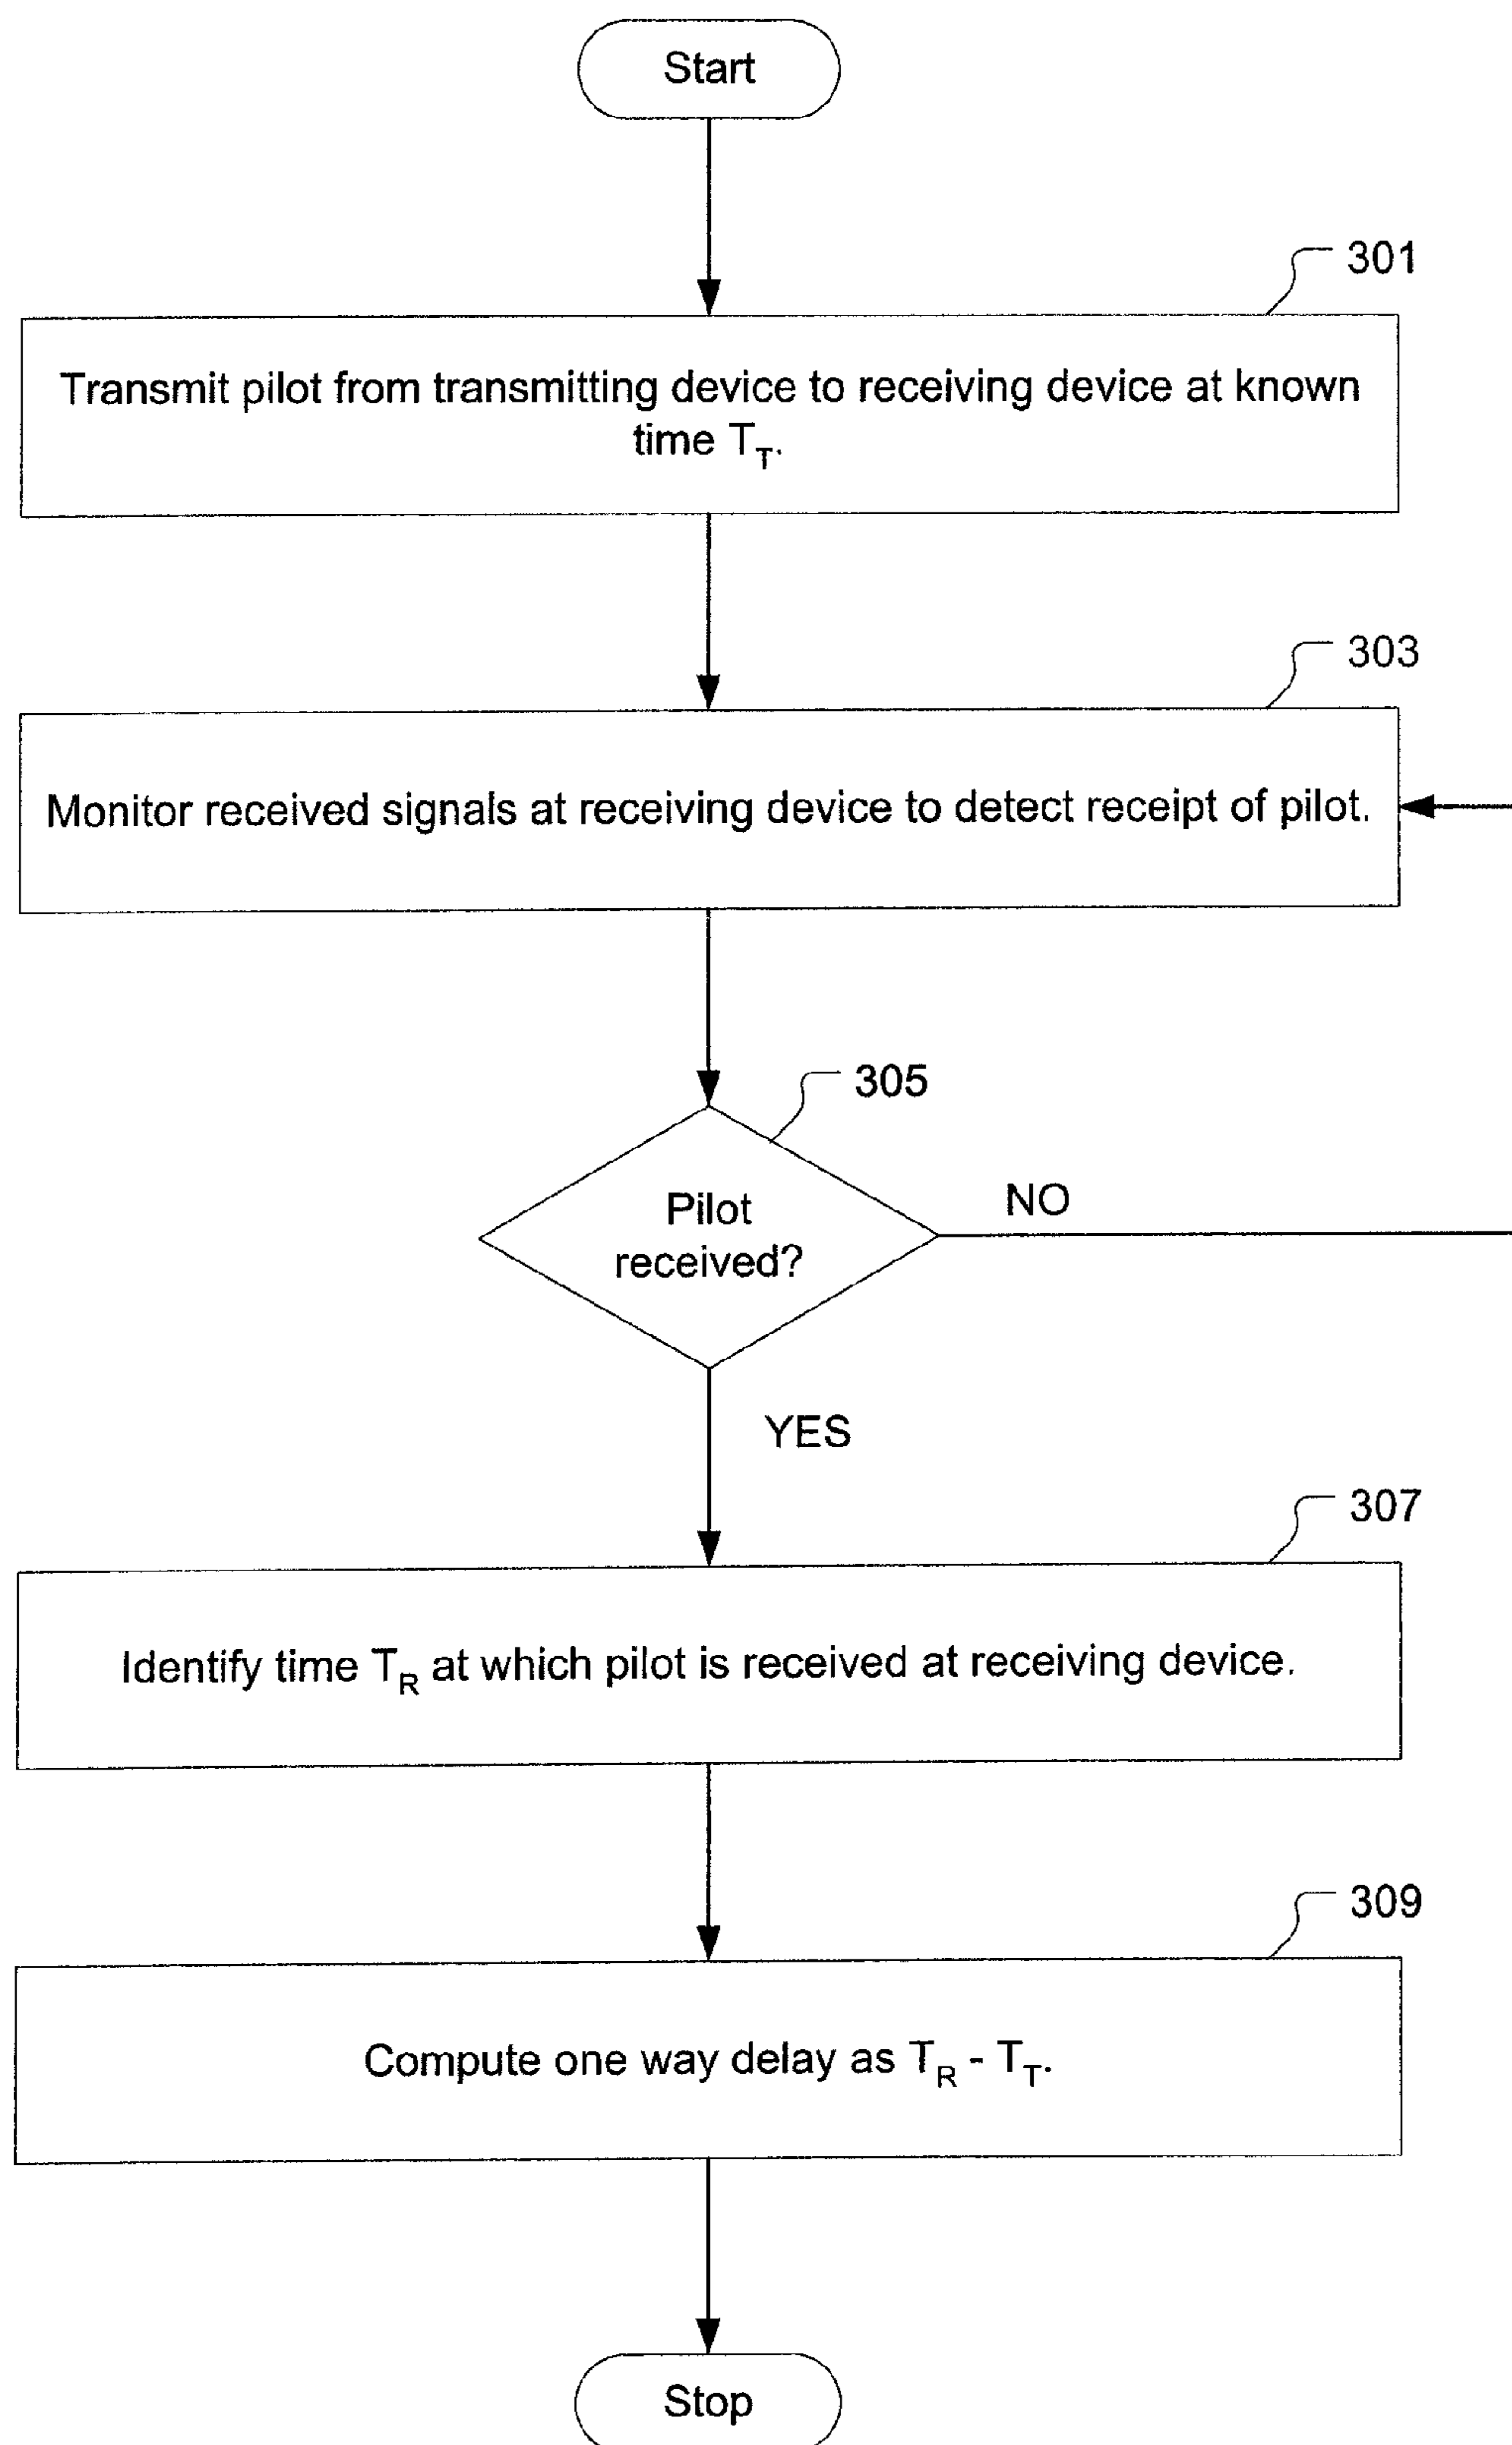 Start
301
Transmit pilot from transmitting device to receiving device at known
time T_T.
303
Monitor received signals at receiving device to detect receipt of pilot.
305
Pilot
received?
NO
YES
307
Identify time T_R at which pilot is received at receiving device.
309
Compute one way delay as T_R - T_T.
Stop